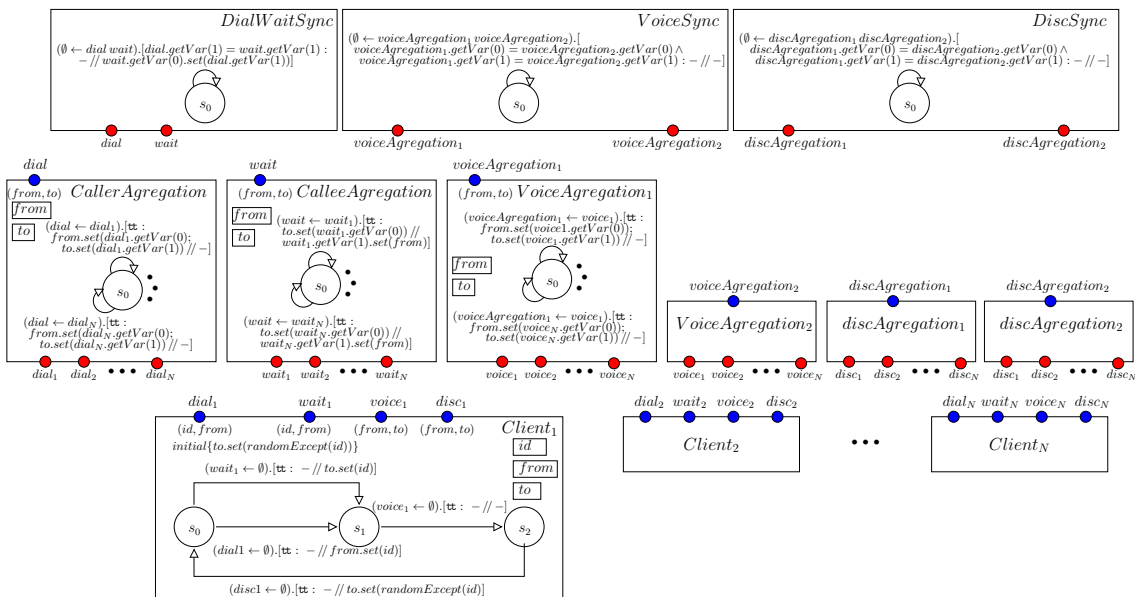 DialWaitSync
(∅ ← dial wait).[dial.getVar(1) = wait.getVar(1) :
− // wait.getVar(0).set(dial.getVar(1))]
s0
dial
wait
VoiceSync
(∅ ← voiceAgregation1 voiceAgregation2).[
voiceAgregation1.getVar(0) = voiceAgregation2.getVar(0) ∧
voiceAgregation1.getVar(1) = voiceAgregation2.getVar(1) : − // −]
s0
voiceAgregation1
voiceAgregation2
DiscSync
(∅ ← discAgregation1 discAgregation2).[
discAgregation1.getVar(0) = discAgregation2.getVar(0) ∧
discAgregation1.getVar(1) = discAgregation2.getVar(1) : − // −]
s0
discAgregation1
discAgregation2
dial
(from, to)
CallerAgregation
from
to
(dial ← dial1).[tt :
from.set(dial1.getVar(0);
to.set(dial1.getVar(1)) // −]
s0
(dial ← dialN).[tt :
from.set(dialN.getVar(0);
to.set(dialN.getVar(1)) // −]
dial1
dial2
dialN
wait
(from, to)
CalleeAgregation
from
to
(wait ← wait1).[tt :
to.set(wait1.getVar(0)) //
wait1.getVar(1).set(from)]
s0
(wait ← waitN).[tt :
to.set(waitN.getVar(0)) //
waitN.getVar(1).set(from)]
wait1
wait2
waitN
voiceAgregation1
(from, to)
VoiceAgregation1
(voiceAgregation1 ← voice1).[tt :
from.set(voice1.getVar(0));
to.set(voice1.getVar(1)) // −]
from
to
s0
(voiceAgregation1 ← voice1).[tt :
from.set(voiceN.getVar(0);
to.set(voiceN.getVar(1)) // −]
voice1
voice2
voiceN
voiceAgregation2
VoiceAgregation2
voice1
voice2
voiceN
discAgregation1
discAgregation1
disc1
disc2
discN
discAgregation2
discAgregation2
disc1
disc2
discN
dial1
wait1
voice1
disc1
(id, from)
(id, from)
(from, to)
(from, to)
Client1
initial{to.set(randomExcept(id))}
id
from
to
(wait1 ← ∅).[tt : − // to.set(id)]
(voice1 ← ∅).[tt : − // −]
s0
s1
s2
(dial1 ← ∅).[tt : − // from.set(id)]
(disc1 ← ∅).[tt : − // to.set(randomExcept(id)]
dial2
wait2
voice2
disc2
Client2
dialN
waitN
voiceN
discN
ClientN